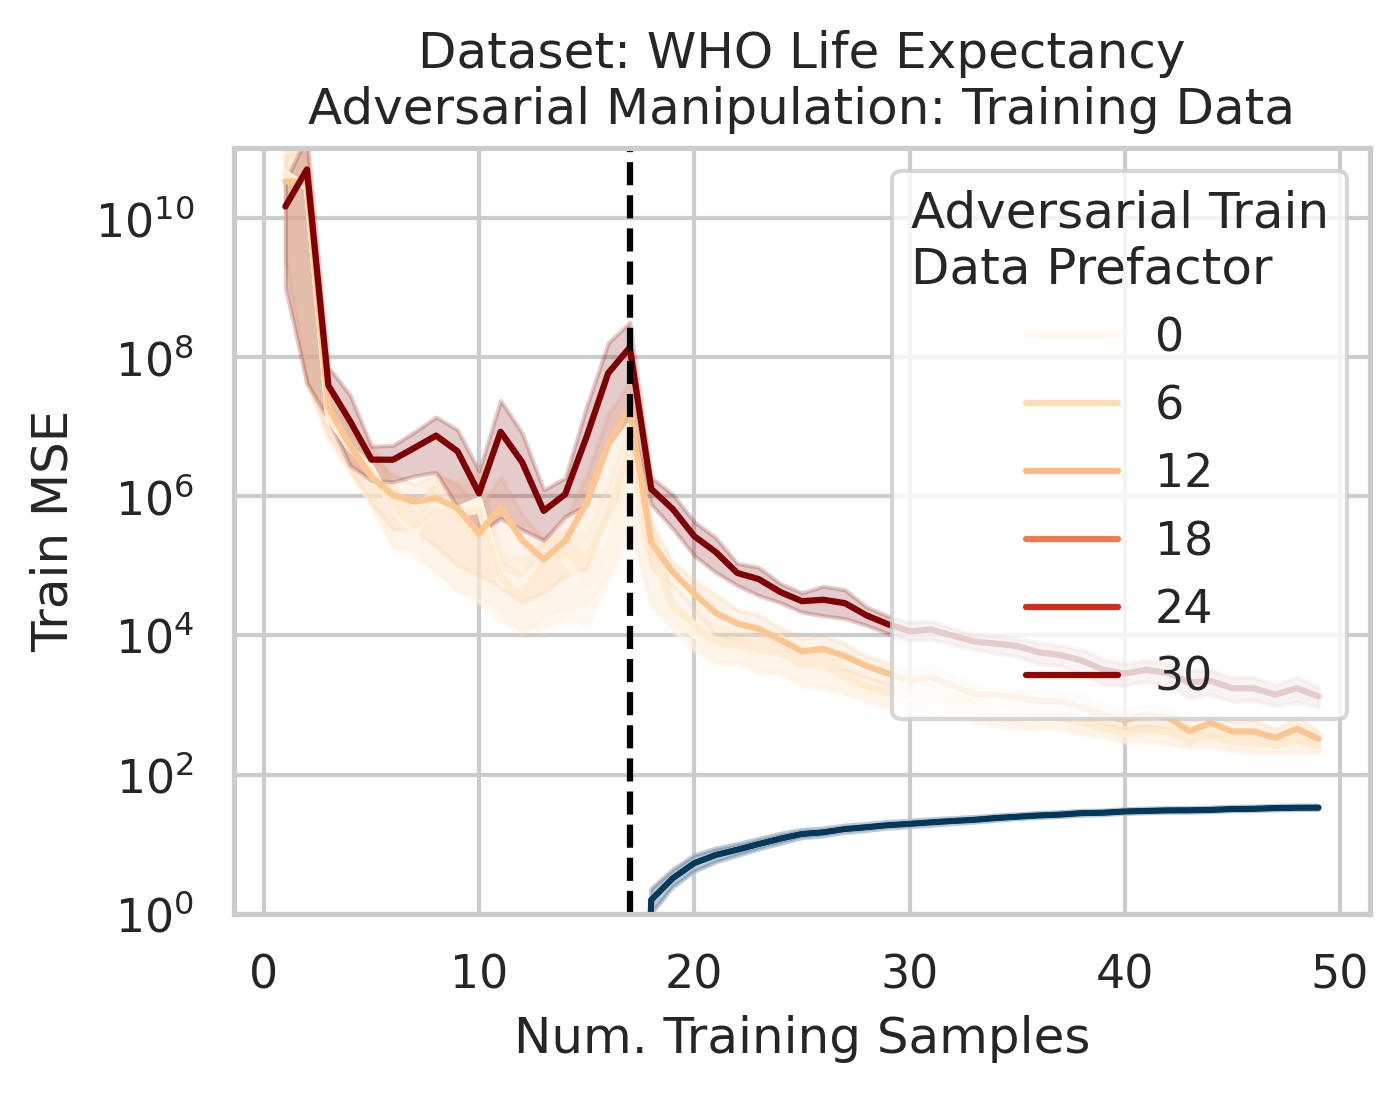 Dataset: WHO Life Expectancy
Adversarial Manipulation: Training Data
Train MSE
10^10
10^8
10^6
10^4
10^2
10^0
Adversarial Train
Data Prefactor
0
6
12
18
24
30
0 10 20 30 40 50
Num. Training Samples